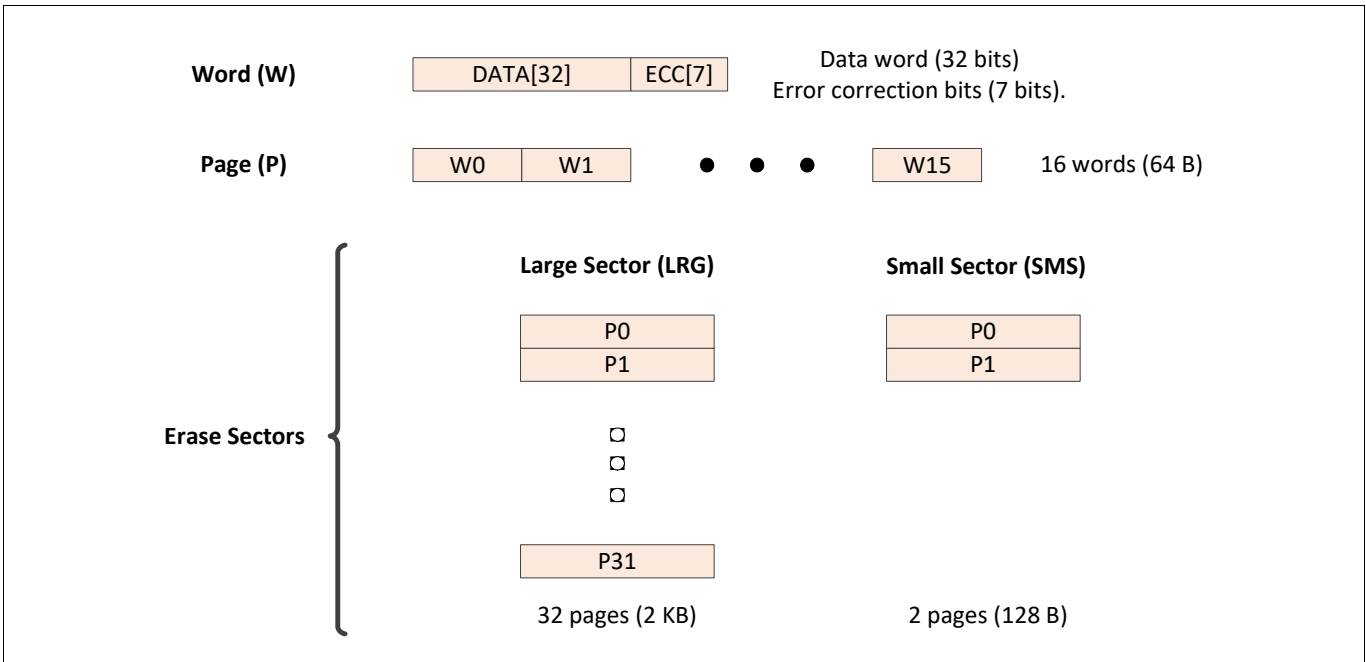 Word (W)
DATA[32]
ECC[7]
Data word (32 bits)
Error correction bits (7 bits).
Page (P)
W0
W1
W15
16 words (64 B)
Large Sector (LRG)
Small Sector (SMS)
P0
P0
P1
P1
Erase Sectors
P31
32 pages (2 KB)
2 pages (128 B)